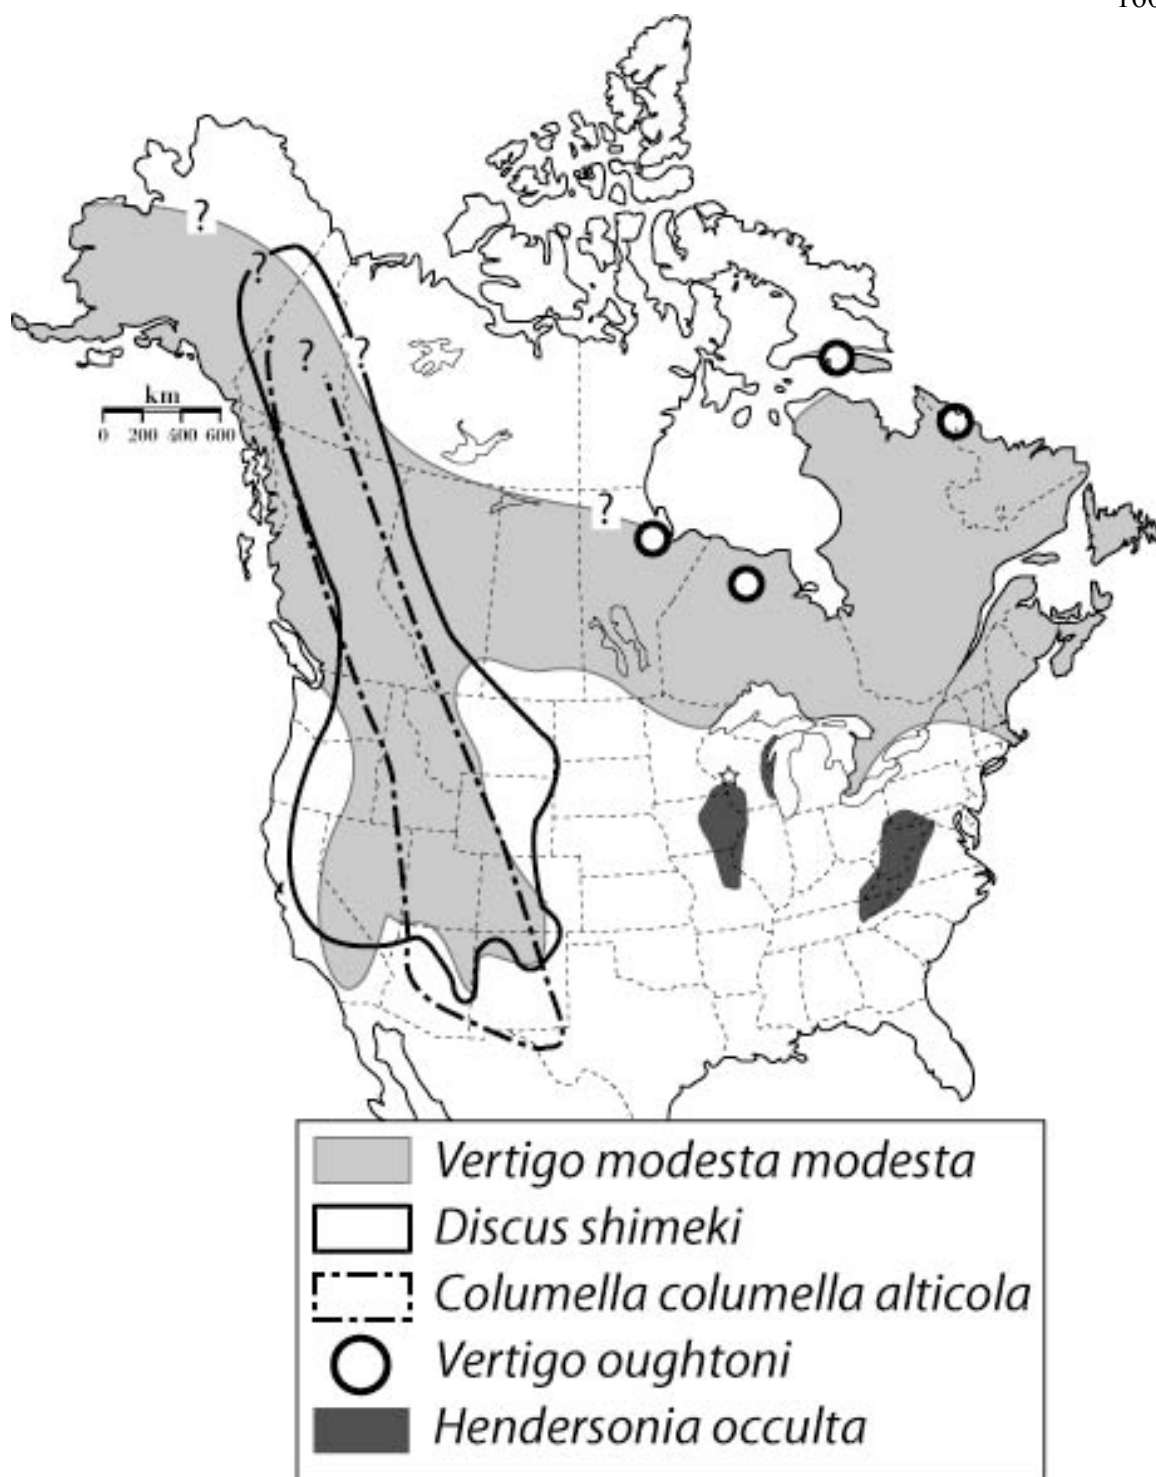 ?
?
?
?
km
0 200 400 600
?
Vertigo modesta modesta
Discus shimeki
Columella columella alticola
Vertigo oughtoni
Hendersonia occulta